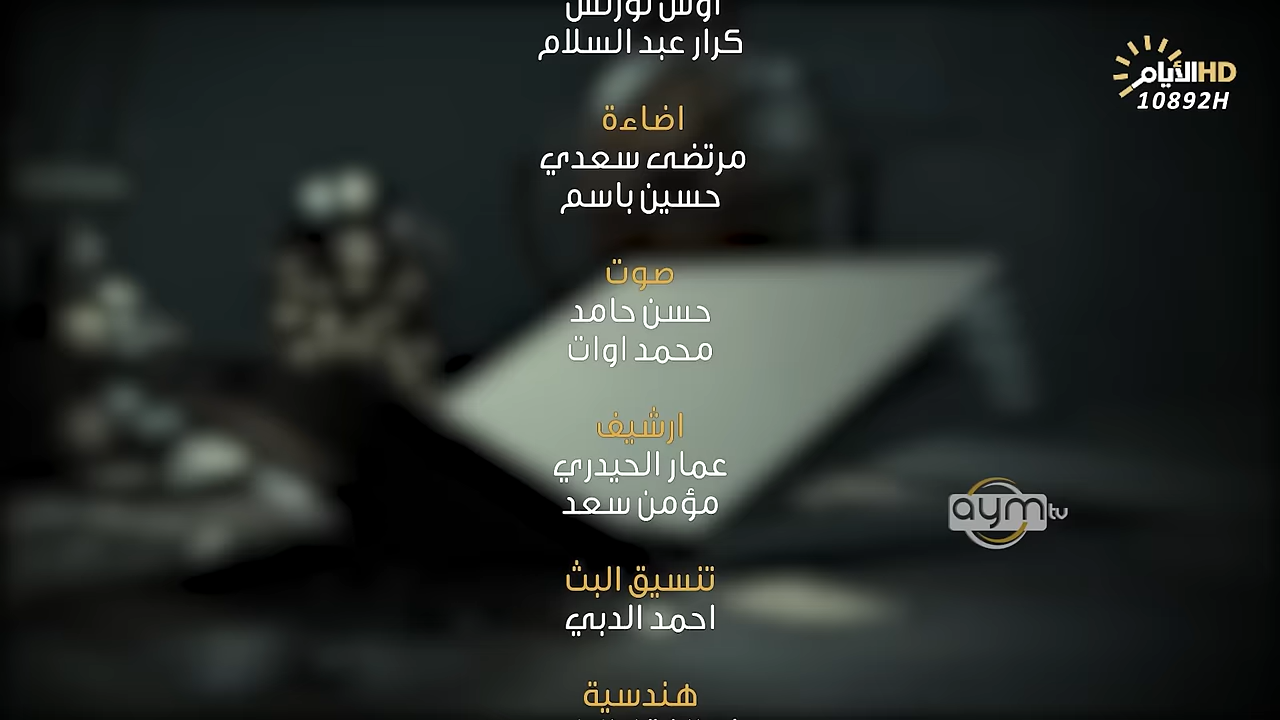 كرار عبد السلام
الأيام HD
10892H
اضاءة
مرتضى سعدي
حسين باسم
صوت
حسن حامد
محمد اوات
ارشيف
عمار الحيدري
مؤمن سعد
aym tv
تنسيق البث
احمد الدبي
هندسية